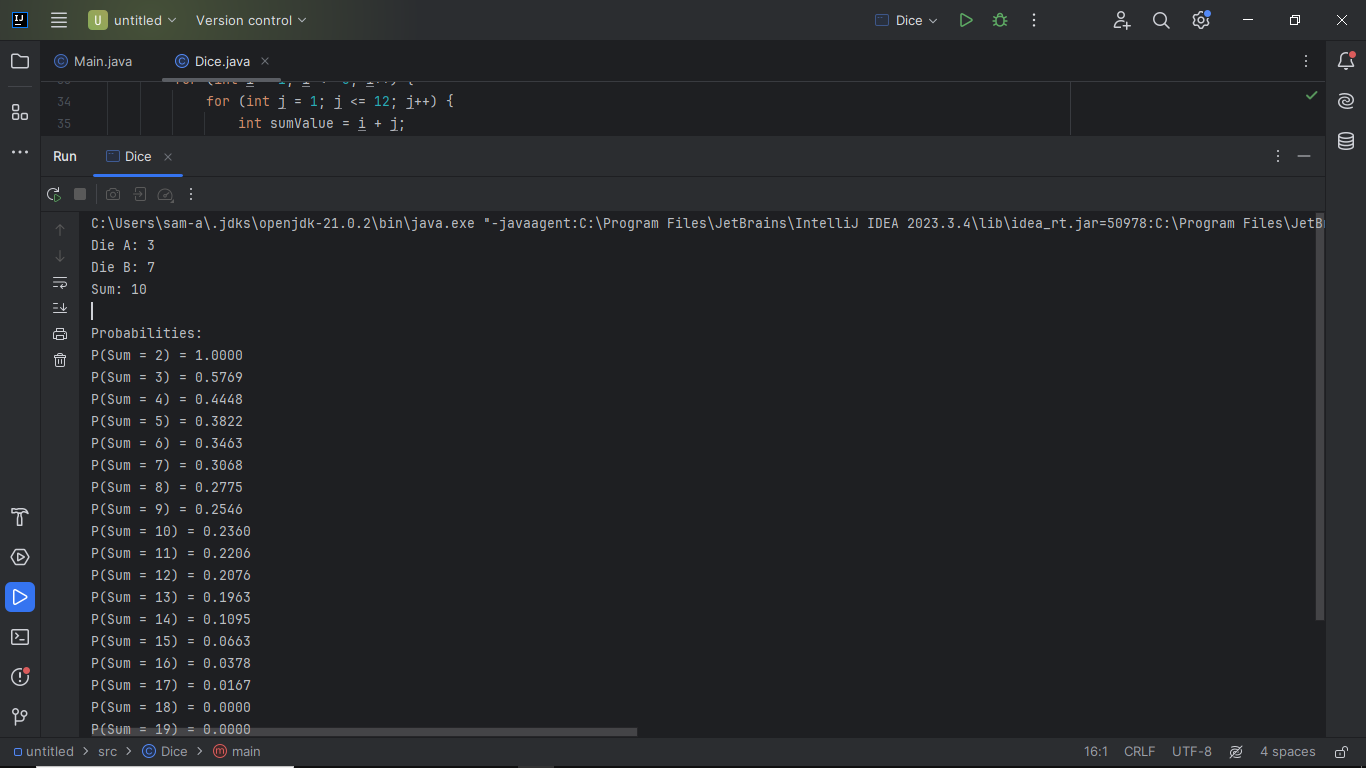 U untitled Version control Dice
Main.java Dice.java
34 for (int j = 1; j <= 12; j++) {
35 int sumValue = i + j;
Run Dice
C:\Users\sam-a\.jdks\openjdk-21.0.2\bin\java.exe "-javaagent:C:\Program Files\JetBrains\IntelliJ IDEA 2023.3.4\lib\idea_rt.jar=50978:C:\Program Files\JetB
Die A: 3
Die B: 7
Sum: 10
Probabilities:
P(Sum = 2) = 1.0000
P(Sum = 3) = 0.5769
P(Sum = 4) = 0.4448
P(Sum = 5) = 0.3822
P(Sum = 6) = 0.3463
P(Sum = 7) = 0.3068
P(Sum = 8) = 0.2775
P(Sum = 9) = 0.2546
P(Sum = 10) = 0.2360
P(Sum = 11) = 0.2206
P(Sum = 12) = 0.2076
P(Sum = 13) = 0.1963
P(Sum = 14) = 0.1095
P(Sum = 15) = 0.0663
P(Sum = 16) = 0.0378
P(Sum = 17) = 0.0167
P(Sum = 18) = 0.0000
P(Sum = 19) = 0.0000
untitled > src > Dice > main 16:1 CRLF UTF-8 4 spaces